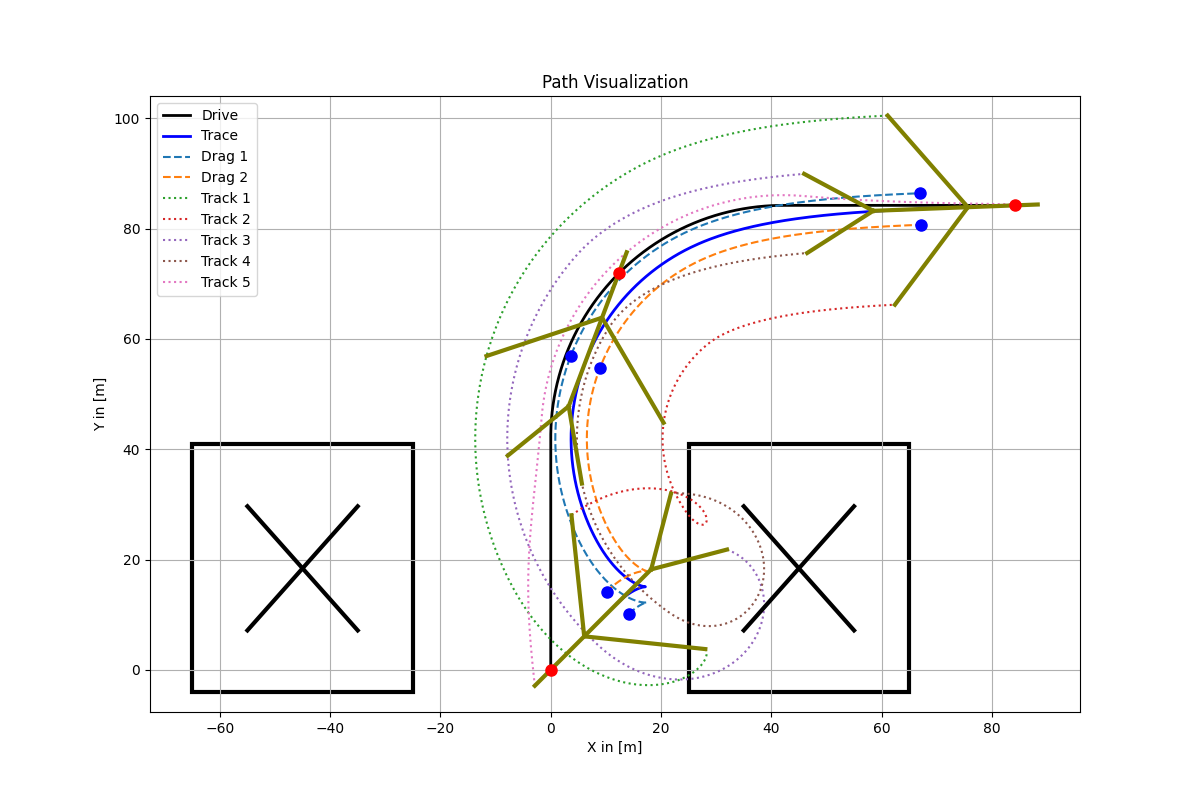 Path Visualization
Drive
Trace
Drag 1
Drag 2
Track 1
Track 2
Track 3
Track 4
Track 5
100
80
60
40
20
0
Y in [m]
−60
−40
−20
0
20
40
60
80
X in [m]